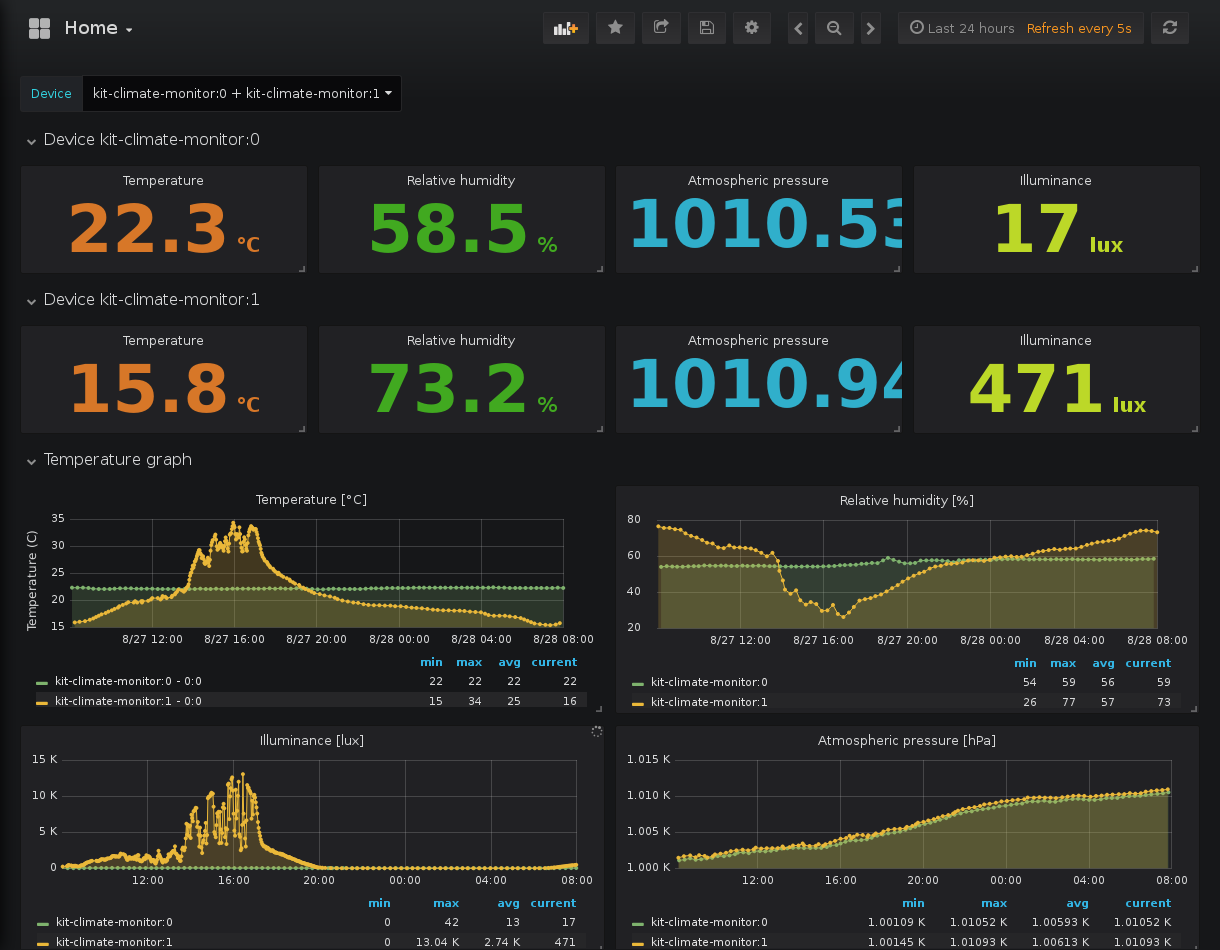 Home
Last 24 hours Refresh every 5s
Device kit-climate-monitor:0 + kit-climate-monitor:1
Device kit-climate-monitor:0
Temperature Relative humidity Atmospheric pressure Illuminance
22.3 °C 58.5 % 1010.53 17 lux
Device kit-climate-monitor:1
Temperature Relative humidity Atmospheric pressure Illuminance
15.8 °C 73.2 % 1010.94 471 lux
Temperature graph
Temperature [°C]
Temperature (C)
35
30
25
20
15
8/27 12:00 8/27 16:00 8/27 20:00 8/28 00:00 8/28 04:00 8/28 08:00
min max avg current
kit-climate-monitor:0 - 0:0 22 22 22 22
kit-climate-monitor:1 - 0:0 15 34 25 16
Relative humidity [%]
80
60
40
20
8/27 12:00 8/27 16:00 8/27 20:00 8/28 00:00 8/28 04:00 8/28 08:00
min max avg current
kit-climate-monitor:0 54 59 56 59
kit-climate-monitor:1 26 77 57 73
Illuminance [lux]
15 K
10 K
5 K
0
12:00 16:00 20:00 00:00 04:00 08:00
min max avg current
kit-climate-monitor:0 0 42 13 17
kit-climate-monitor:1 0 13.04 K 2.74 K 471
Atmospheric pressure [hPa]
1.015 K
1.010 K
1.005 K
1.000 K
12:00 16:00 20:00 00:00 04:00 08:00
min max avg current
kit-climate-monitor:0 1.00109 K 1.01052 K 1.00593 K 1.01052 K
kit-climate-monitor:1 1.00145 K 1.01093 K 1.00613 K 1.01093 K